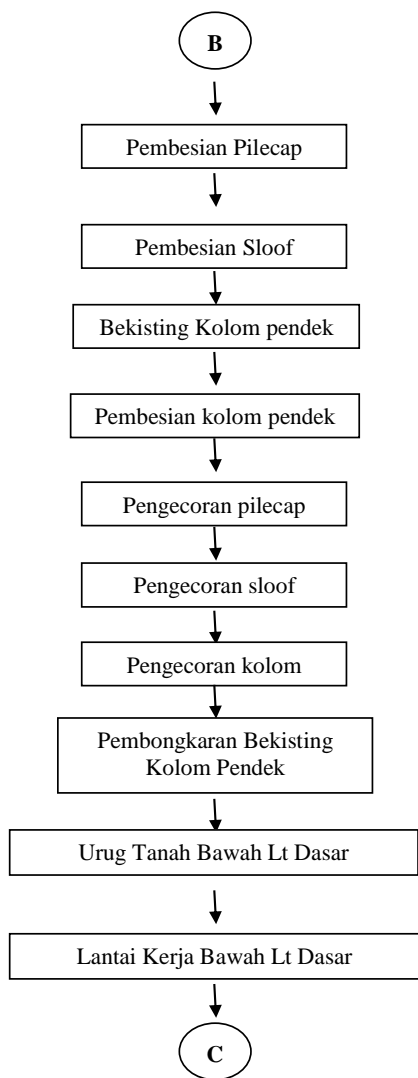 B
Pembesian Pilecap
Pembesian Sloof
Bekisting Kolom pendek
Pembesian kolom pendek
Pengecoran pilecap
Pengecoran sloof
Pengecoran kolom
Pembongkaran Bekisting
Kolom Pendek
Urug Tanah Bawah Lt Dasar
Lantai Kerja Bawah Lt Dasar
C